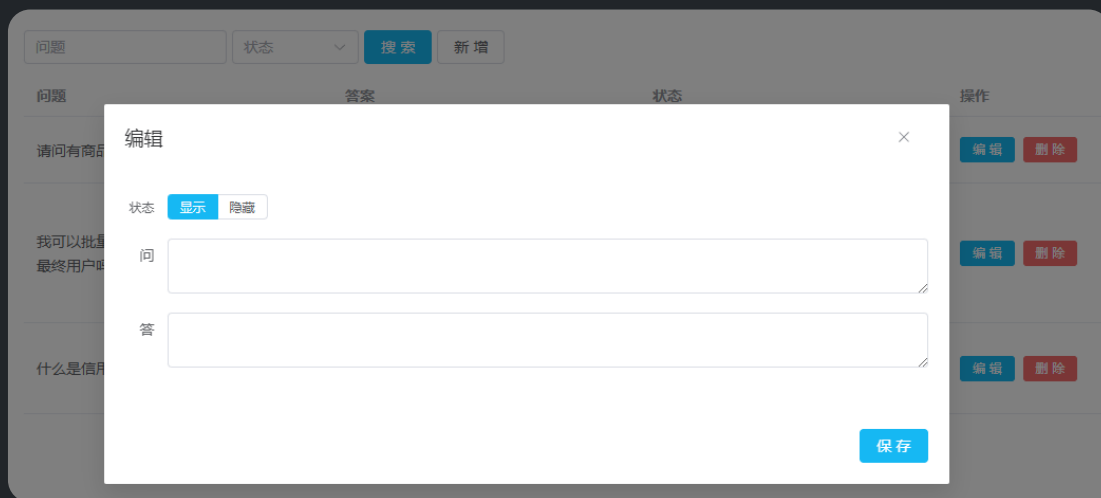 问题 状态 搜 索 新 增
问题 答案 状态 操作
编辑
请问有商品 编 辑 删 除
状态 显示 隐藏
我可以批量
最终用户 编 辑 删 除
问
答
什么是信用 编 辑 删 除
保 存